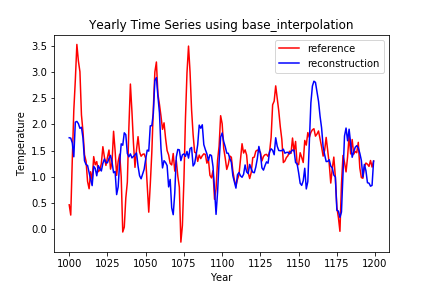 Yearly Time Series using base_interpolation
reference
reconstruction
3.5
3.0
2.5
2.0
1.5
1.0
0.5
0.0
Temperature
1000 1025 1050 1075 1100 1125 1150 1175 1200
Year